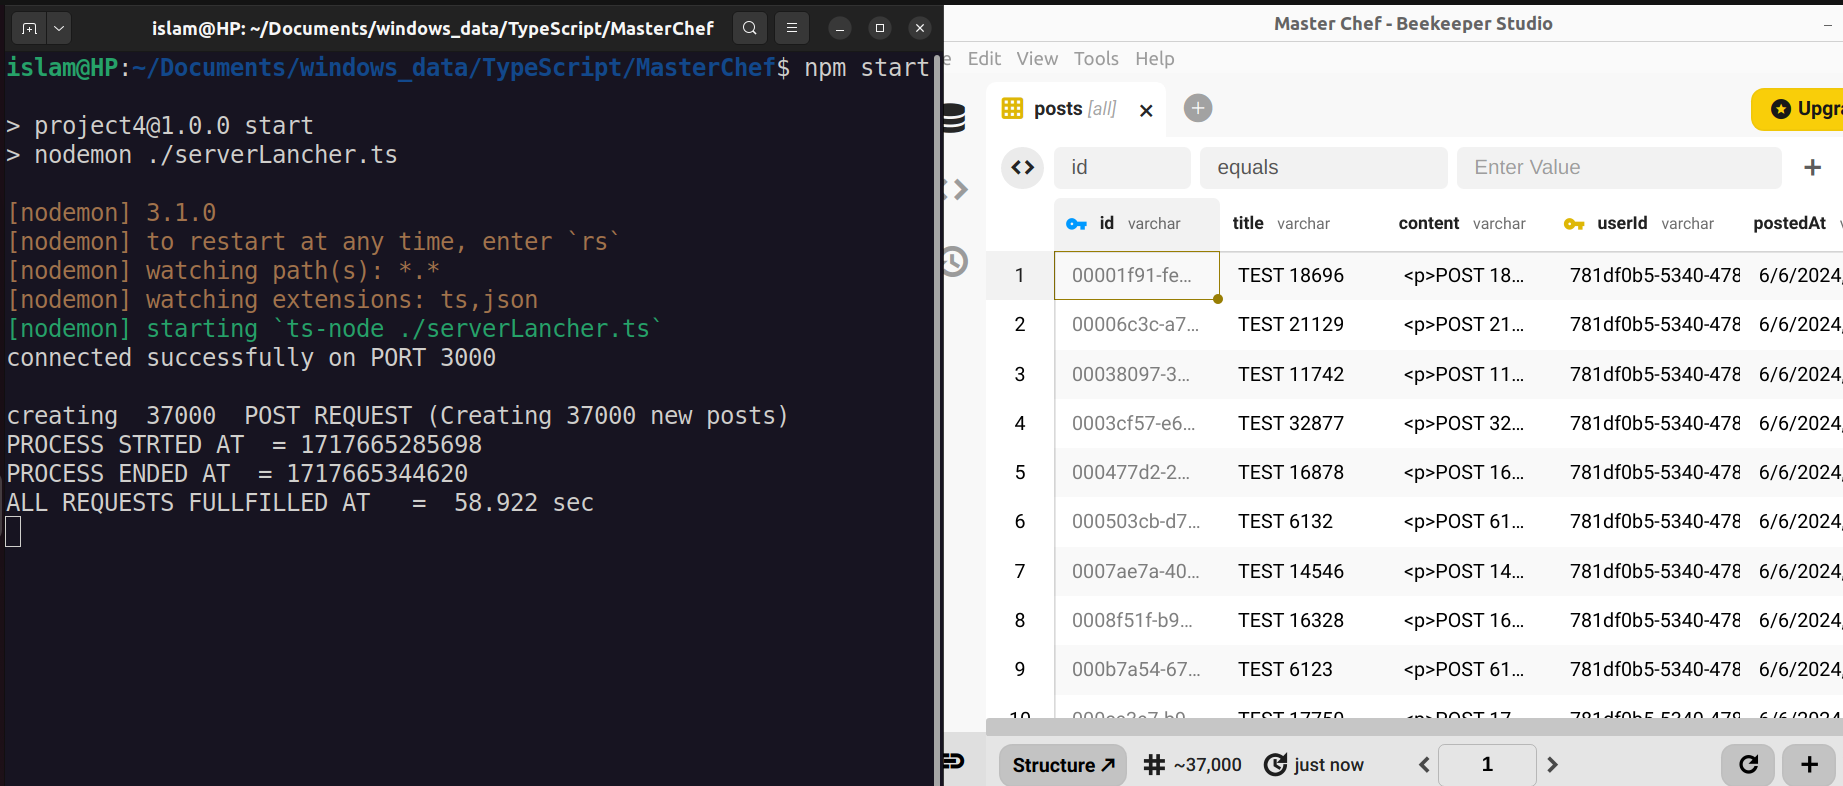 islam@HP: ~/Documents/windows_data/TypeScript/MasterChef
islam@HP:~/Documents/windows_data/TypeScript/MasterChef$ npm start
> project4@1.0.0 start
> nodemon ./serverLancher.ts
[nodemon] 3.1.0
[nodemon] to restart at any time, enter `rs`
[nodemon] watching path(s): *.*
[nodemon] watching extensions: ts,json
[nodemon] starting `ts-node ./serverLancher.ts`
connected successfully on PORT 3000
creating  37000  POST REQUEST (Creating 37000 new posts)
PROCESS STRTED AT  = 1717665285698
PROCESS ENDED AT  = 1717665344620
ALL REQUESTS FULLFILLED AT   =  58.922 sec
Master Chef - Beekeeper Studio
e Edit View Tools Help
posts [all]
Upgra
id equals Enter Value
id varchar title varchar content varchar userId varchar postedAt
1 00001f91-fe... TEST 18696 <p>POST 18... 781df0b5-5340-478 6/6/2024,
2 00006c3c-a7... TEST 21129 <p>POST 21... 781df0b5-5340-478 6/6/2024,
3 00038097-3... TEST 11742 <p>POST 11... 781df0b5-5340-478 6/6/2024,
4 0003cf57-e6... TEST 32877 <p>POST 32... 781df0b5-5340-478 6/6/2024,
5 000477d2-2... TEST 16878 <p>POST 16... 781df0b5-5340-478 6/6/2024,
6 000503cb-d7... TEST 6132 <p>POST 61... 781df0b5-5340-478 6/6/2024,
7 0007ae7a-40... TEST 14546 <p>POST 14... 781df0b5-5340-478 6/6/2024,
8 0008f51f-b9... TEST 16328 <p>POST 16... 781df0b5-5340-478 6/6/2024,
9 000b7a54-67... TEST 6123 <p>POST 61... 781df0b5-5340-478 6/6/2024,
10 TEST 17750 <p>POST 17... 781df0b5-5340-478 6/6/2024,
Structure ~37,000 just now 1